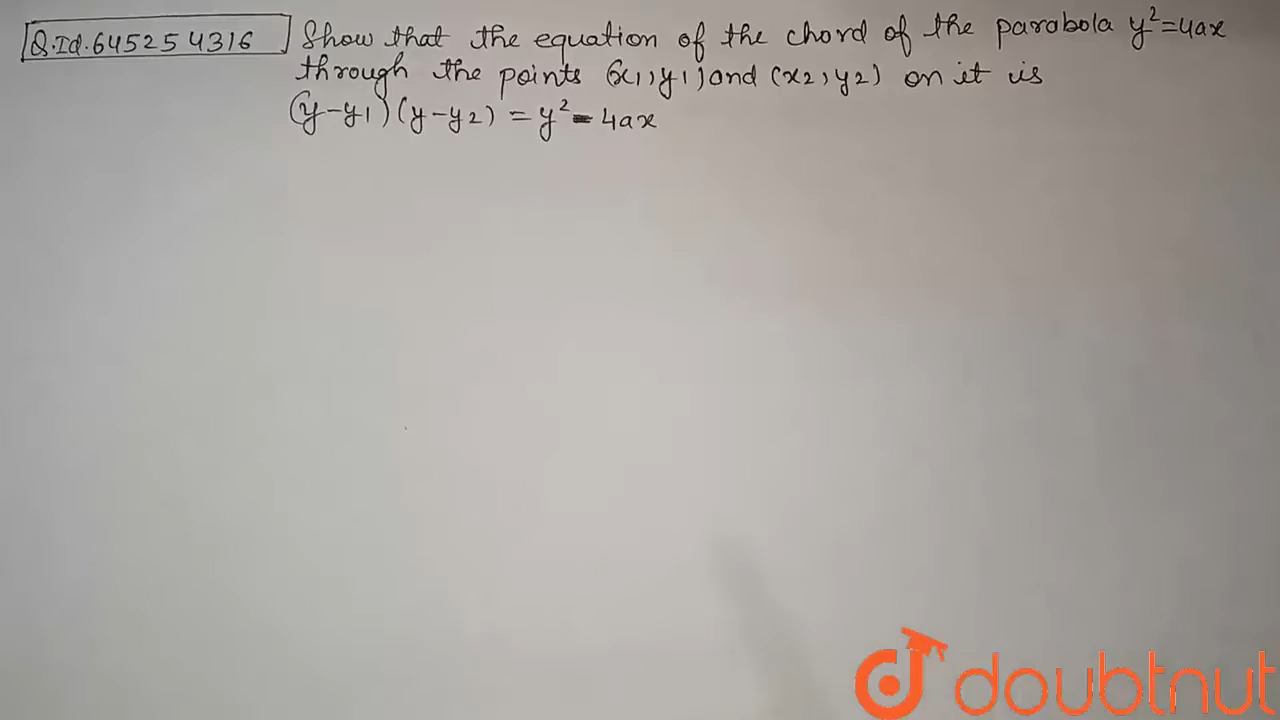 Q.Id.645254316
Show that the equation of the chord of the parabola y²=4ax
through the points (x1,y1) and (x2,y2) on it is
(y-y1)(y-y2) = y²-4ax
doubtnut